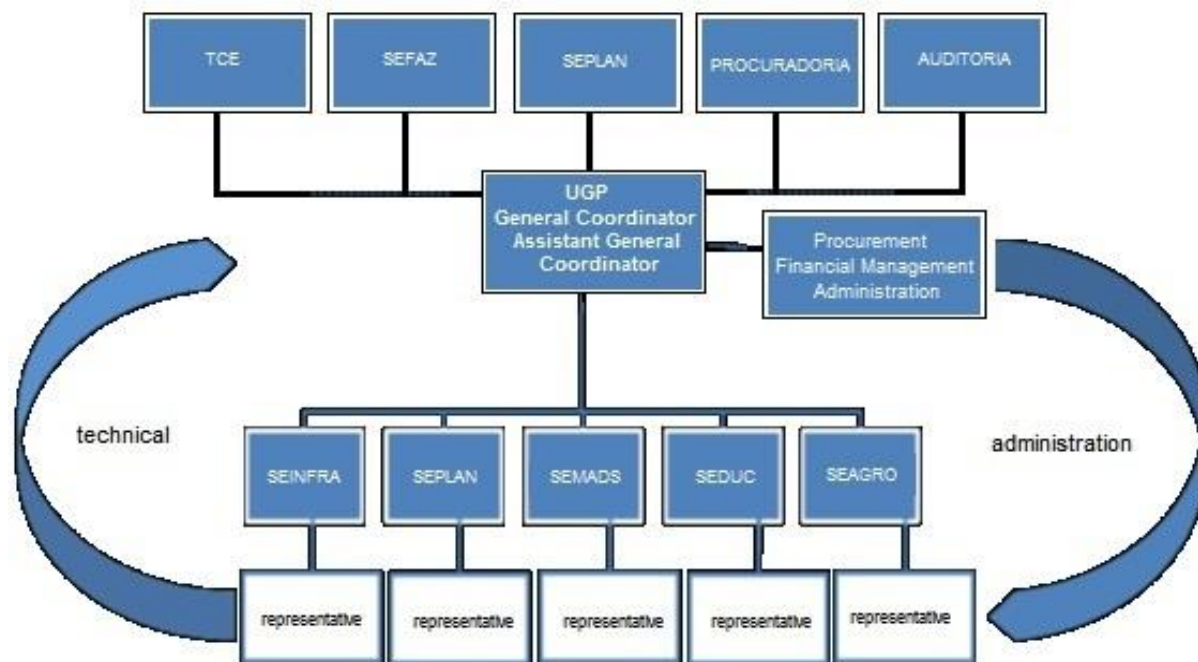 TCE
SEFAZ
SEPLAN
PROCURADORIA
AUDITORIA
UGP
General Coordinator
Assistant General
Coordinator
Procurement
Financial Management
Administration
technical
administration
SEINFRA
SEPLAN
SEMADS
SEDUC
SEAGRO
representative
representative
representative
representative
representative